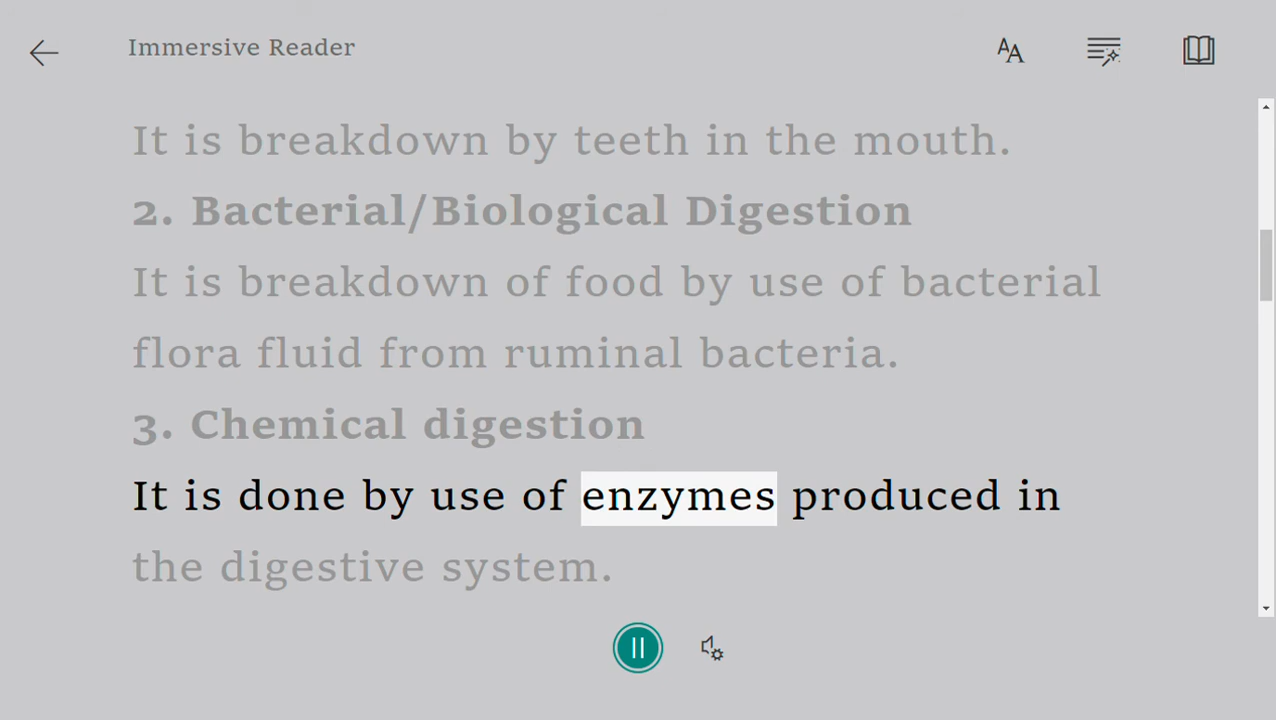 Immersive Reader
It is breakdown by teeth in the mouth.
2. Bacterial/Biological Digestion
It is breakdown of food by use of bacterial
flora fluid from ruminal bacteria.
3. Chemical digestion
It is done by use of enzymes produced in
the digestive system.